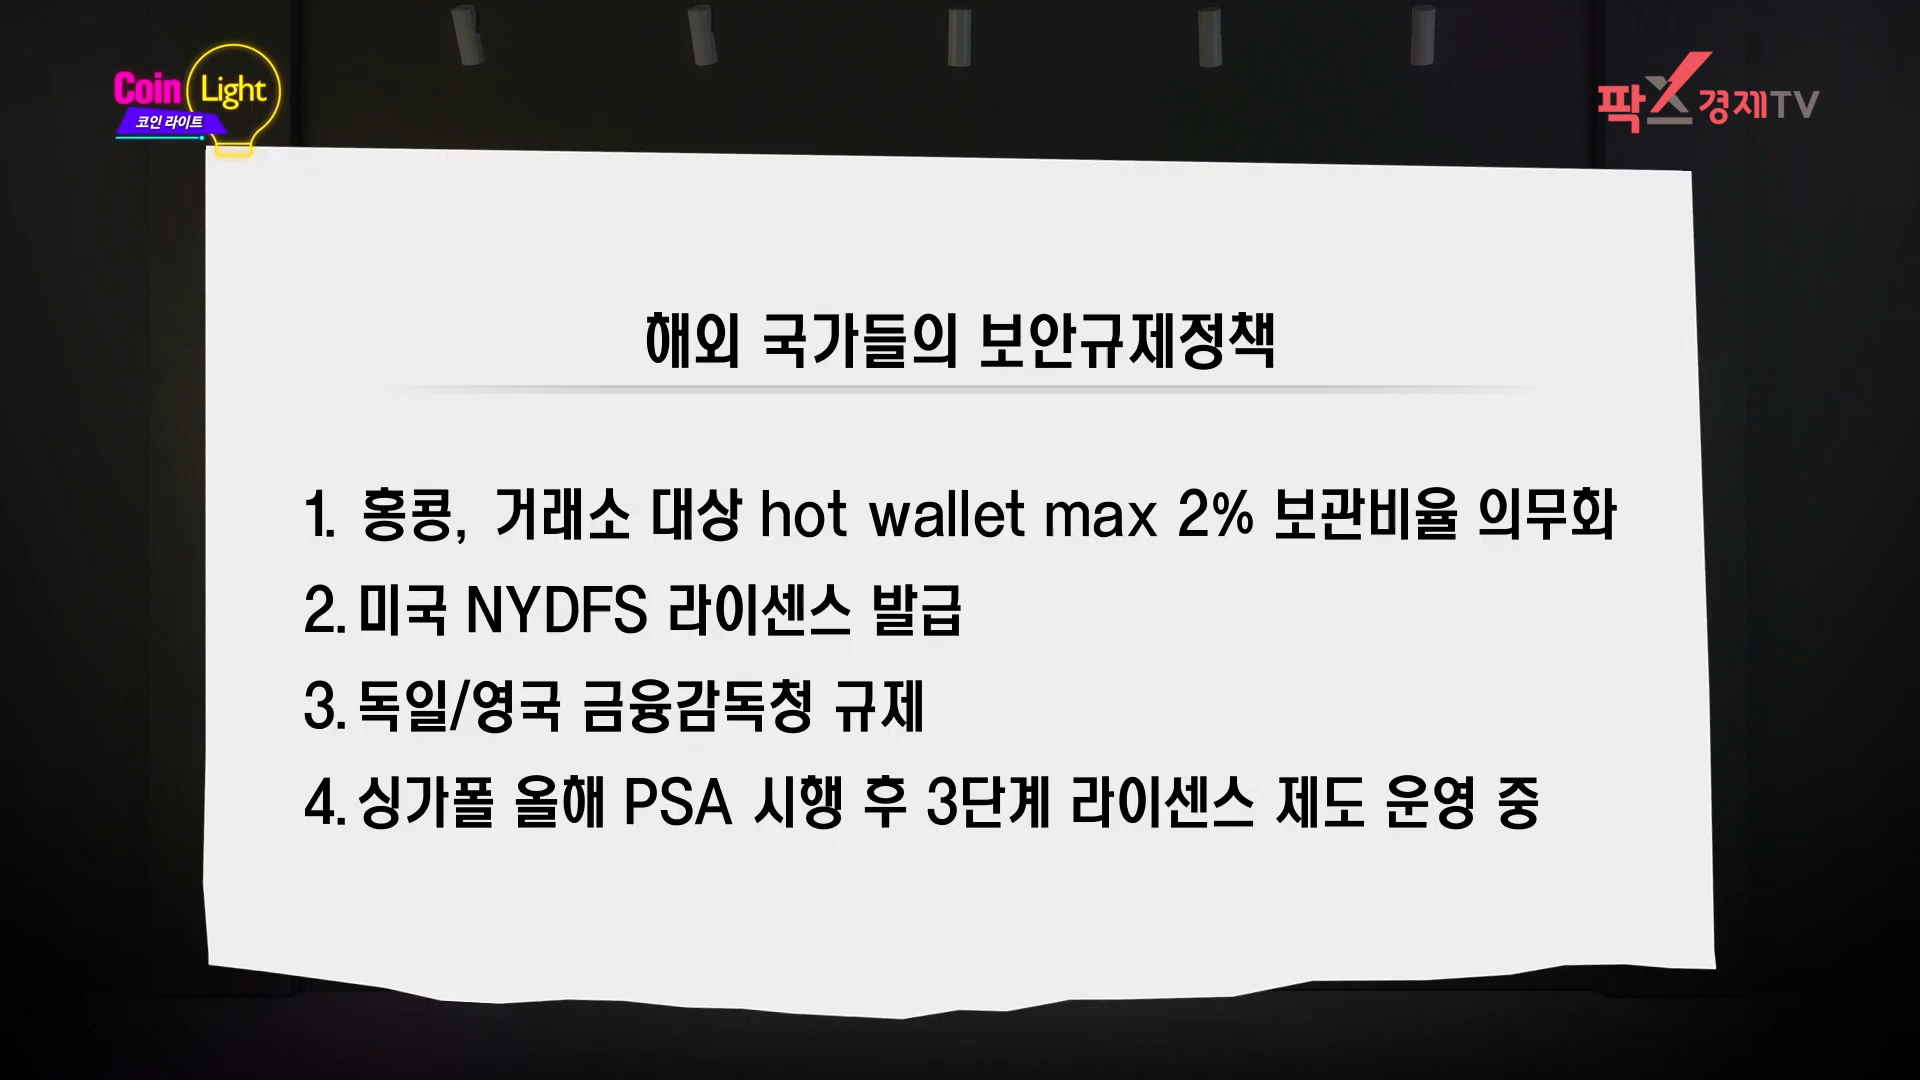 Coin Light
코인 라이트
팍스경제TV
해외 국가들의 보안규제정책
1. 홍콩, 거래소 대상 hot wallet max 2% 보관비율 의무화
2. 미국 NYDFS 라이센스 발급
3. 독일/영국 금융감독청 규제
4. 싱가폴 올해 PSA 시행 후 3단계 라이센스 제도 운영 중